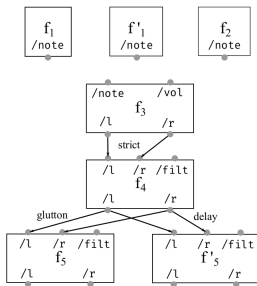 f1 f'1 f2
/note /note /note
/note /vol
f3
/l /r
strict
/l /r /filt
f4
/l /r
glutton delay
/l /r /filt /l /r /filt
f5 f'5
/l /r /l /r